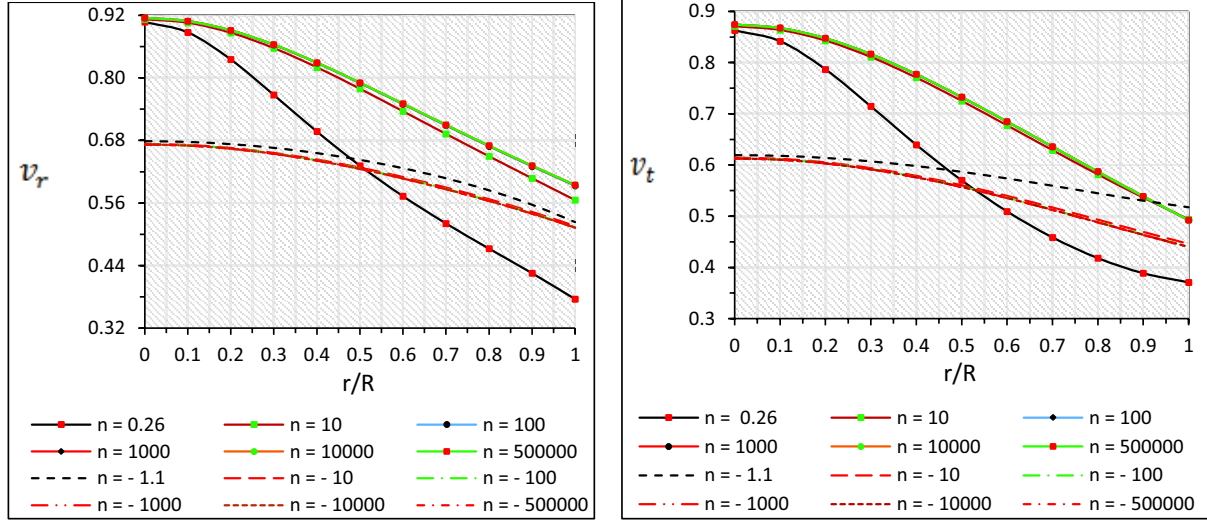 0.92
0.80
0.68
0.56
0.44
0.32
v_r
0 0.1 0.2 0.3 0.4 0.5 0.6 0.7 0.8 0.9 1
r/R
n = 0.26 n = 10 n = 100
n = 1000 n = 10000 n = 500000
n = - 1.1 n = - 10 n = - 100
n = - 1000 n = - 10000 n = - 500000
1
0.9
0.8
0.7
0.6
0.5
0.4
0.3
v_t
0 0.1 0.2 0.3 0.4 0.5 0.6 0.7 0.8 0.9 1
r/R
n = 0.26 n = 10 n = 100
n = 1000 n = 10000 n = 500000
n = - 1.1 n = - 10 n = - 100
n = - 1000 n = - 10000 n = - 500000